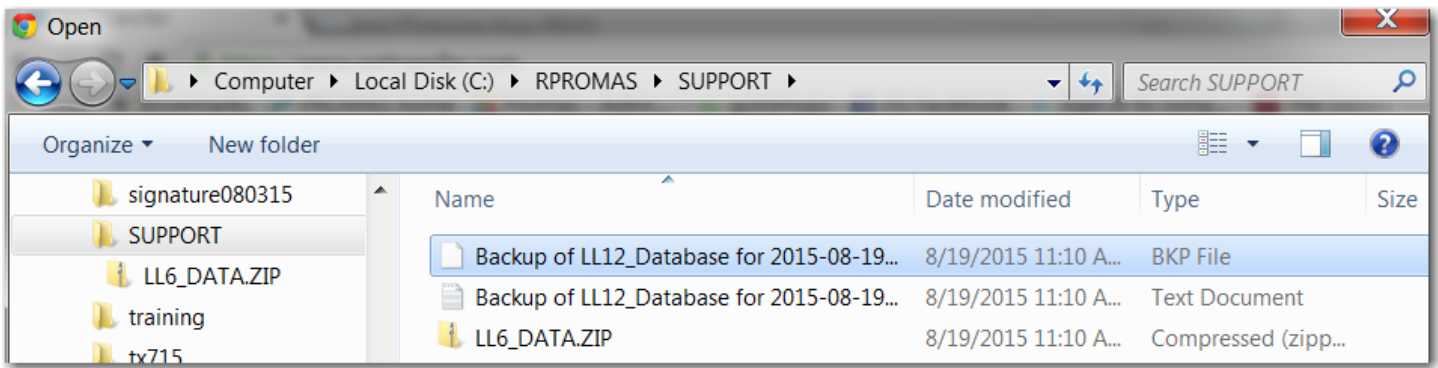 Open
Computer Local Disk (C:) RPROMAS SUPPORT Search SUPPORT
Organize New folder
signature080315 Name Date modified Type Size
SUPPORT Backup of LL12_Database for 2015-08-19... 8/19/2015 11:10 A... BKP File
LL6_DATA.ZIP Backup of LL12_Database for 2015-08-19... 8/19/2015 11:10 A... Text Document
training LL6_DATA.ZIP 8/19/2015 11:10 A... Compressed (zipp...
tx715